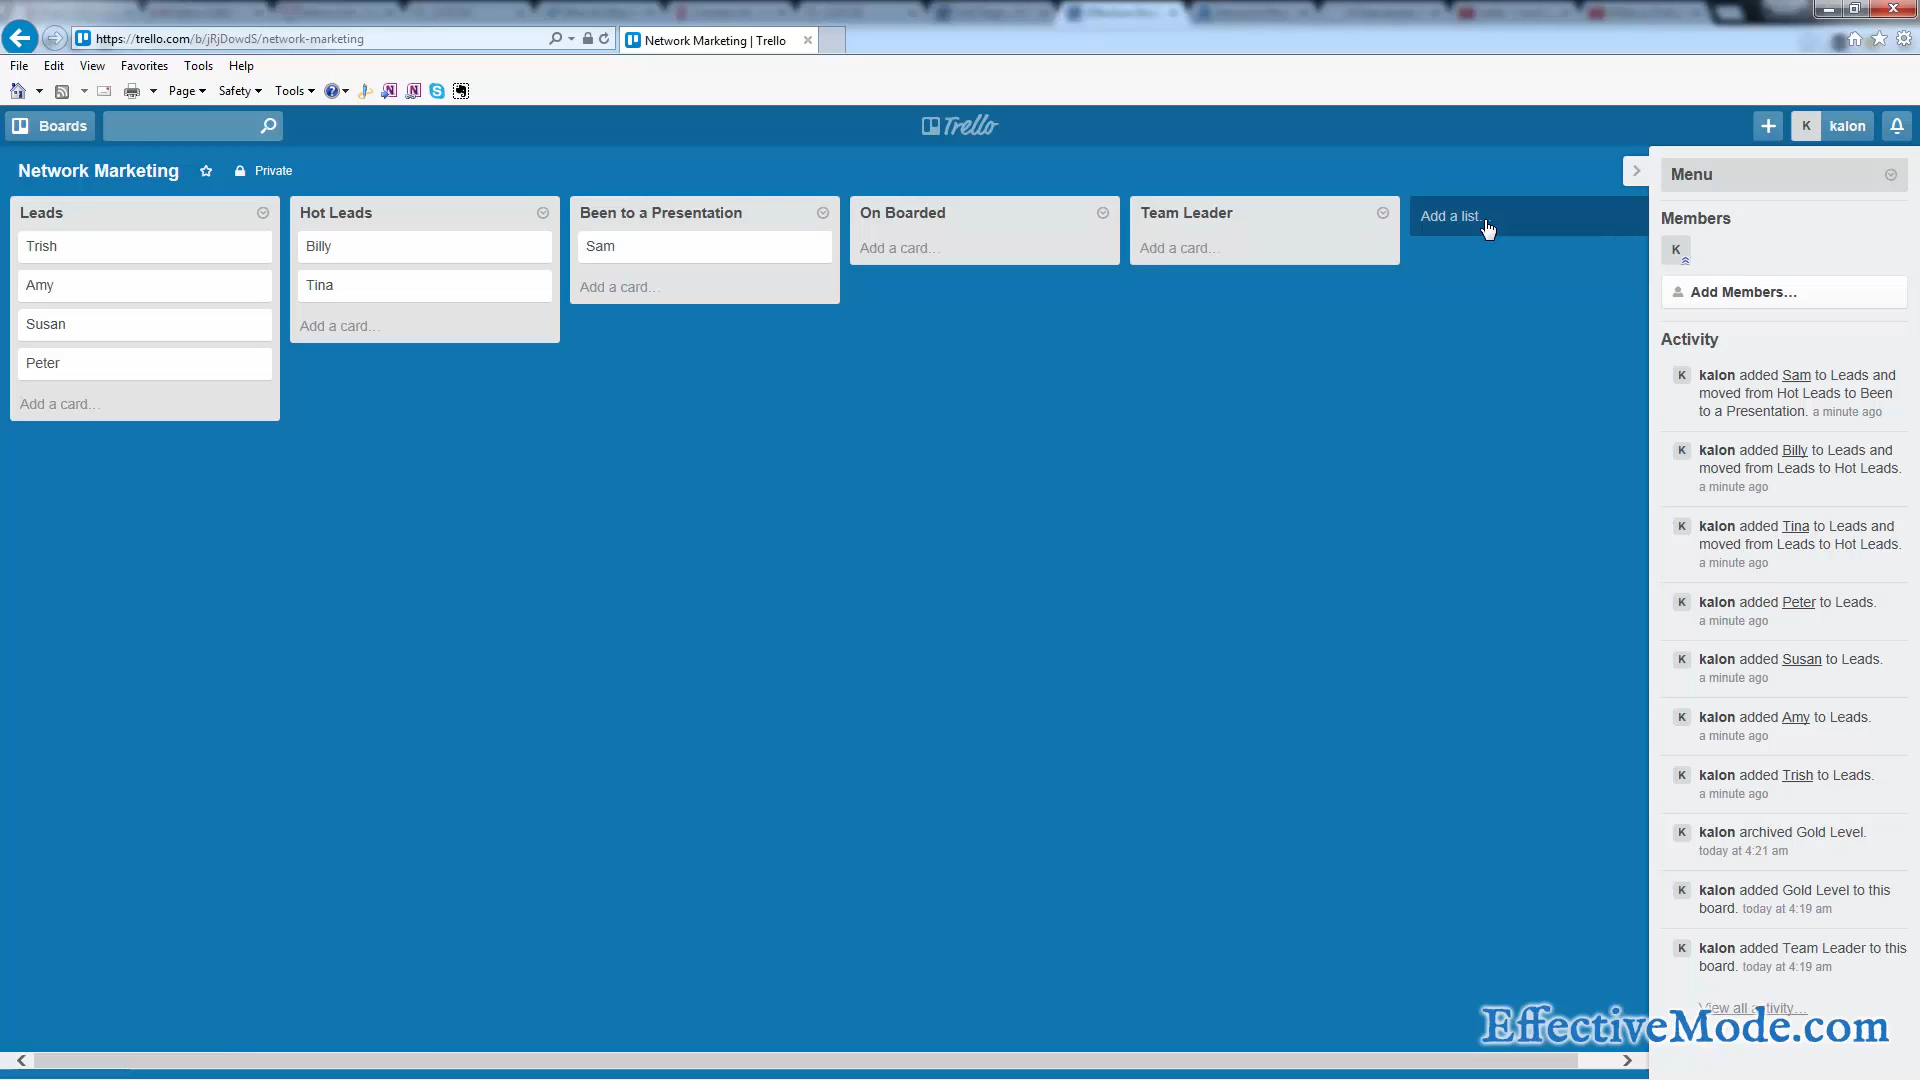 https://trello.com/b/jRjDowdS/network-marketing
Network Marketing | Trello
File Edit View Favorites Tools Help
Page Safety Tools
Boards
Trello
K kalon
Network Marketing
Private
Leads
Trish
Amy
Susan
Peter
Add a card...
Hot Leads
Billy
Tina
Add a card...
Been to a Presentation
Sam
Add a card...
On Boarded
Add a card...
Team Leader
Add a card...
Add a list...
Menu
Members
K
Add Members...
Activity
K kalon added Sam to Leads and
moved from Hot Leads to Been
to a Presentation. a minute ago
K kalon added Billy to Leads and
moved from Leads to Hot Leads.
a minute ago
K kalon added Tina to Leads and
moved from Leads to Hot Leads.
a minute ago
K kalon added Peter to Leads.
a minute ago
K kalon added Susan to Leads.
a minute ago
K kalon added Amy to Leads.
a minute ago
K kalon added Trish to Leads.
a minute ago
K kalon archived Gold Level.
today at 4:21 am
K kalon added Gold Level to this
board. today at 4:19 am
K kalon added Team Leader to this
board. today at 4:19 am
View all activity...
EffectiveMode.com